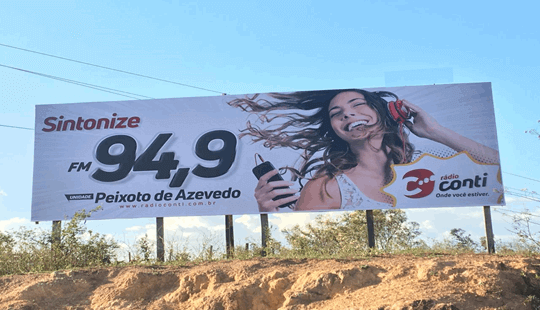 Sintonize
FM 94,9
UNIDADE Peixoto de Azevedo
www.radioconti.com.br
rádio
conti
Onde você estiver.